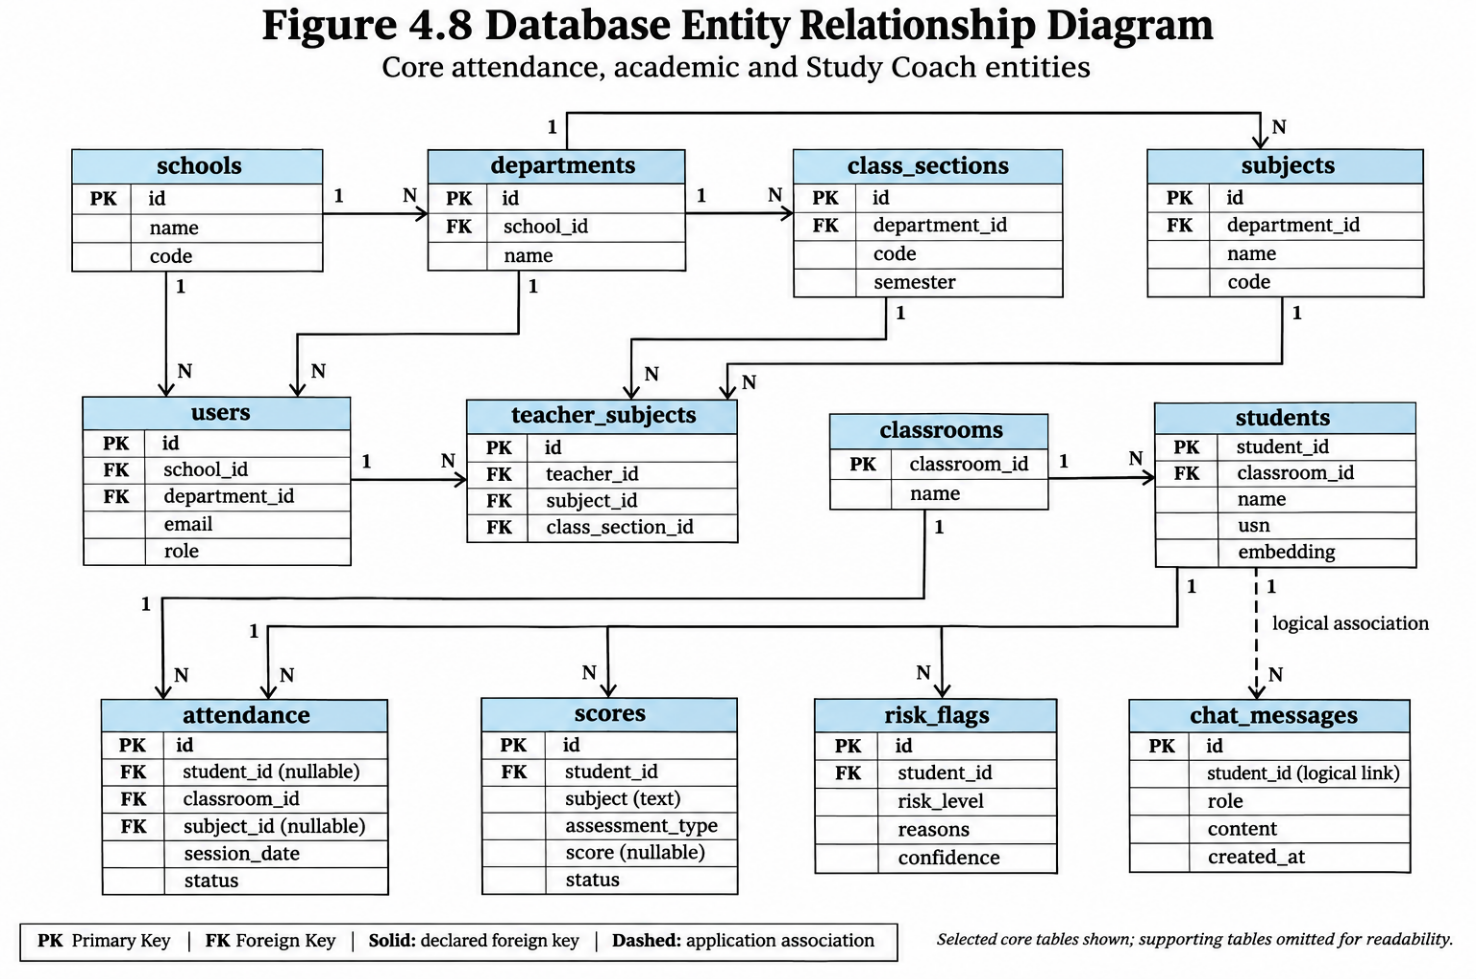 Figure 4.8 Database Entity Relationship Diagram
Core attendance, academic and Study Coach entities
1
N
schools
PK id
name
code
1
N
departments
PK id
FK school_id
name
1
N
class_sections
PK id
FK department_id
code
semester
subjects
PK id
FK department_id
name
code
1
1
1
1
N
N
N
N
users
PK id
FK school_id
FK department_id
email
role
1
N
teacher_subjects
PK id
FK teacher_id
FK subject_id
FK class_section_id
classrooms
PK classroom_id
name
1
N
students
PK student_id
FK classroom_id
name
usn
embedding
1
1
1
1
1
logical association
N
N
N
N
N
attendance
PK id
FK student_id (nullable)
FK classroom_id
FK subject_id (nullable)
session_date
status
scores
PK id
FK student_id
subject (text)
assessment_type
score (nullable)
status
risk_flags
PK id
FK student_id
risk_level
reasons
confidence
chat_messages
PK id
student_id (logical link)
role
content
created_at
PK Primary Key | FK Foreign Key | Solid: declared foreign key | Dashed: application association
Selected core tables shown; supporting tables omitted for readability.